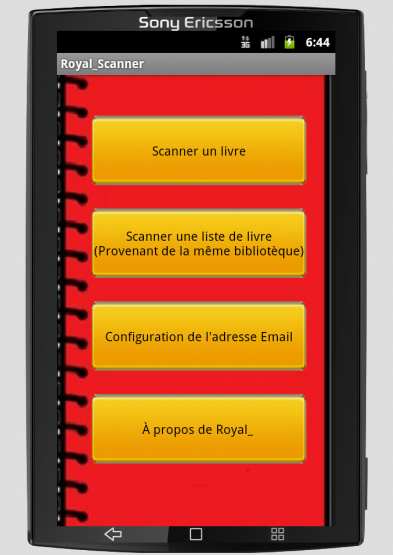 Sony Ericsson
3G 6:44
Royal_Scanner
Scanner un livre
Scanner une liste de livre
(Provenant de la même bibliotèque)
Configuration de l'adresse Email
À propos de Royal_